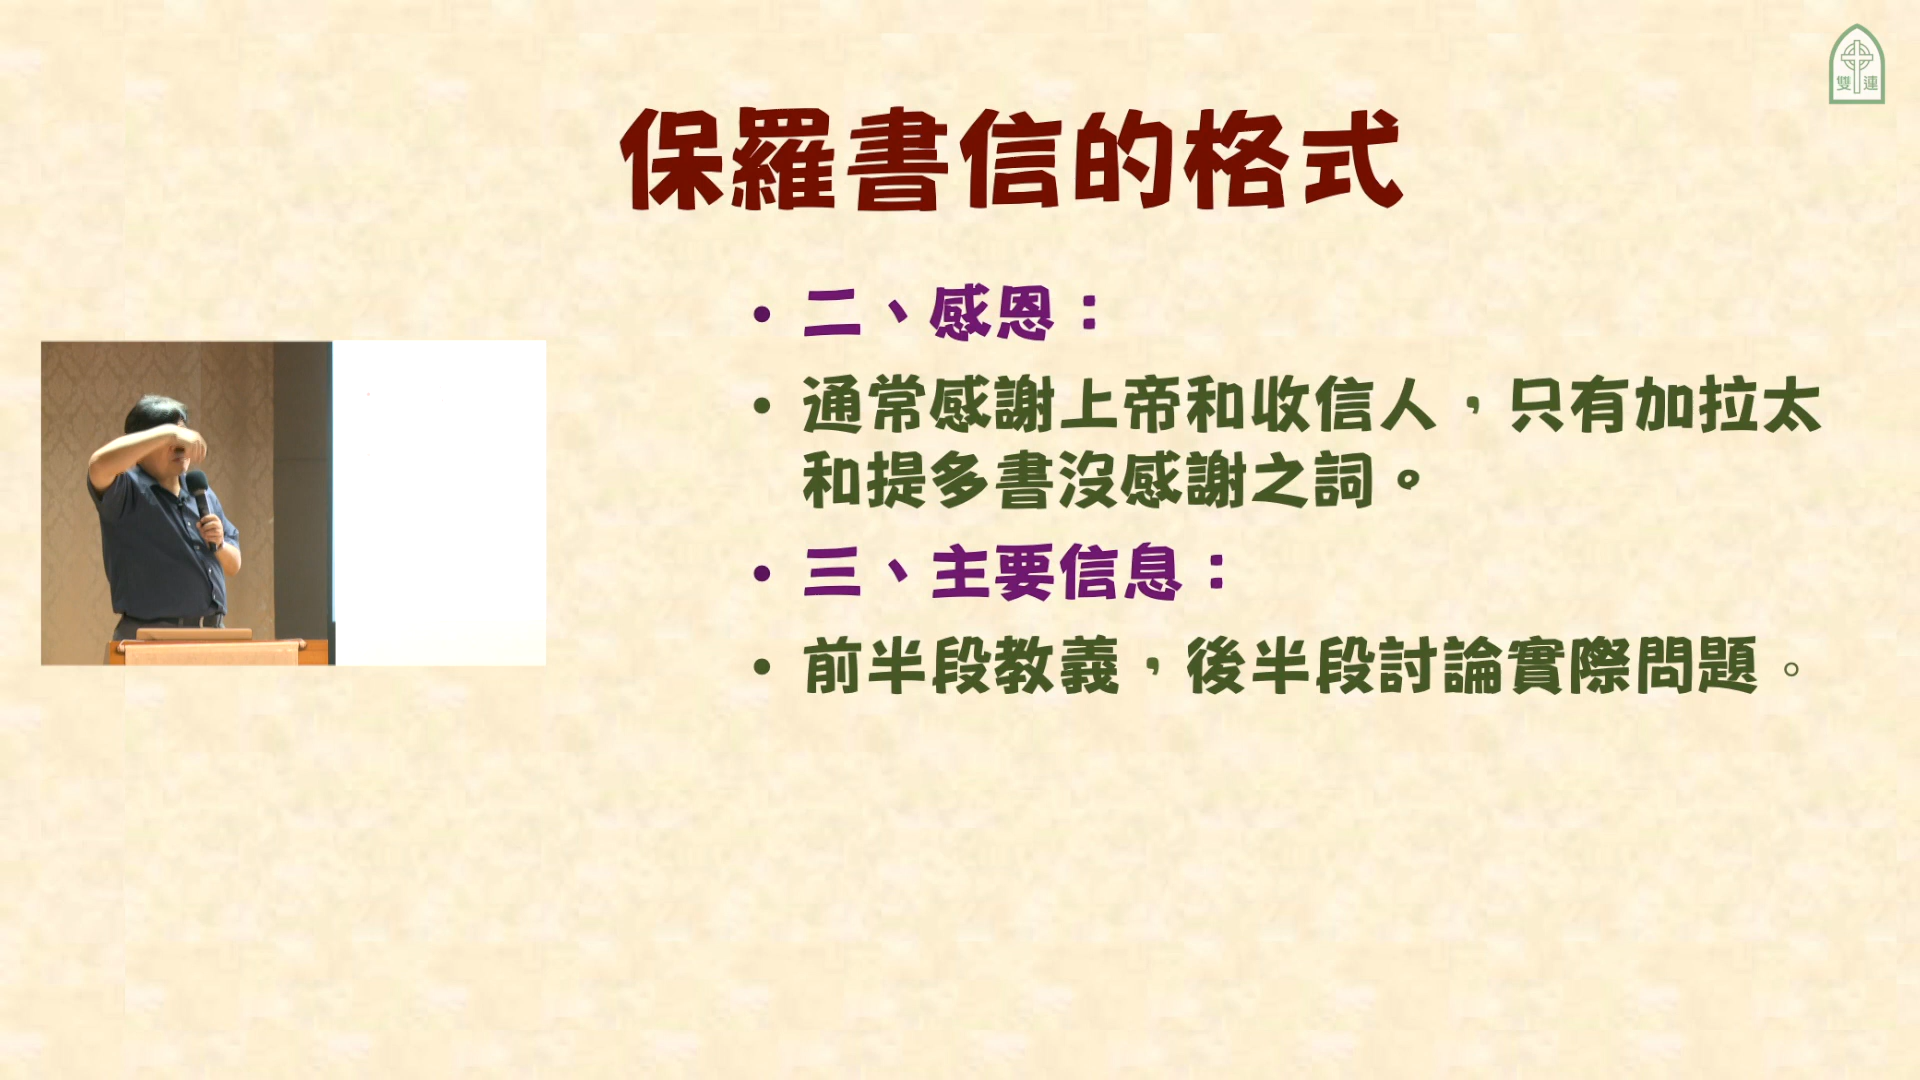 雙連
保羅書信的格式
• 二、感恩：
• 通常感謝上帝和收信人，只有加拉太
和提多書沒感謝之詞。
• 三、主要信息：
• 前半段教義，後半段討論實際問題。